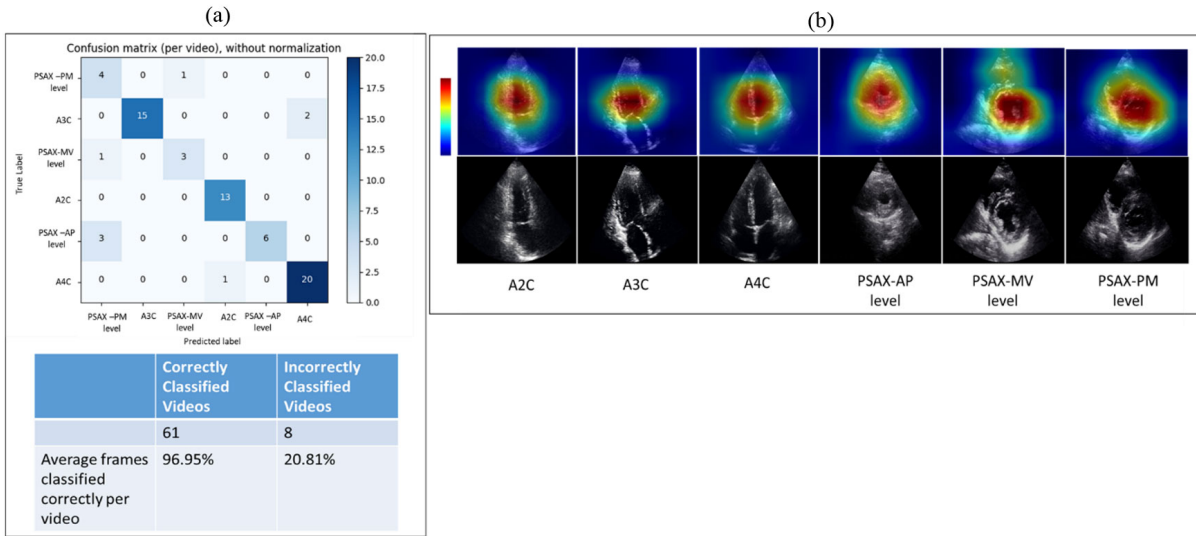 (a)
Confusion matrix (per video), without normalization
True Label
PSAX –PM
level
4 0 1 0 0 0
A3C
0 15 0 0 0 2
PSAX-MV
level
1 0 3 0 0 0
A2C
0 0 0 13 0 0
PSAX –AP
level
3 0 0 0 6 0
A4C
0 0 0 1 0 20
PSAX –PM
level
A3C
PSAX-MV
level
A2C
PSAX –AP
level
A4C
Predicted label
20.0
17.5
15.0
12.5
10.0
7.5
5.0
2.5
0.0
Correctly
Classified
Videos
Incorrectly
Classified
Videos
61
8
Average frames
classified
correctly per
video
96.95%
20.81%
(b)
A2C
A3C
A4C
PSAX-AP
level
PSAX-MV
level
PSAX-PM
level